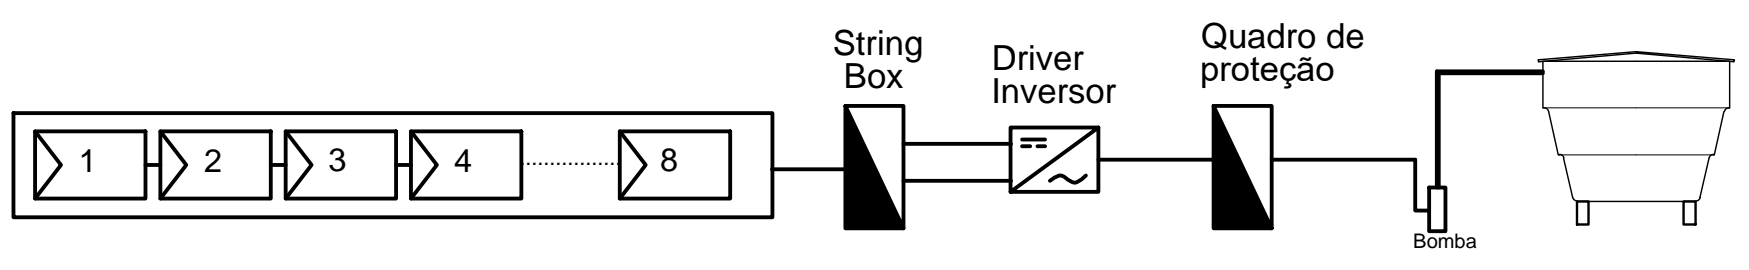 String
Box
Driver
Inversor
Quadro de
proteção
1
2
3
4
8
Bomba